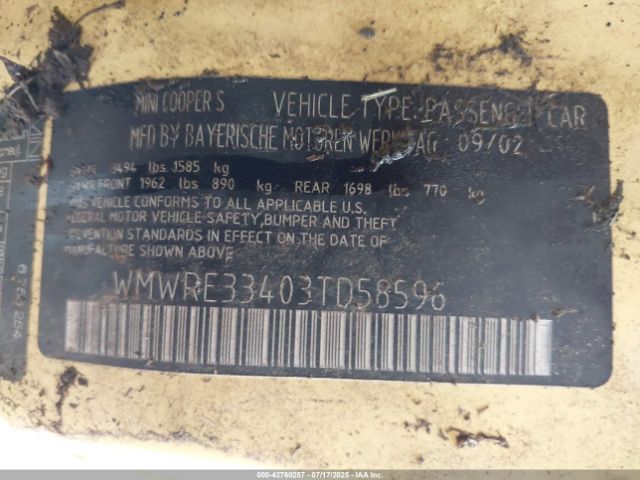 MINI COOPER S VEHICLE TYPE: PASSENGER CAR
MFD BY BAYERISCHE MOTOREN WERKE AG 09/02
3494 lbs 1585 kg
FRONT 1962 lbs 890 kg REAR 1698 lbs 770 kg
THIS VEHICLE CONFORMS TO ALL APPLICABLE U.S.
FEDERAL MOTOR VEHICLE SAFETY,BUMPER AND THEFT
PREVENTION STANDARDS IN EFFECT ON THE DATE OF
MANUFACTURE SHOWN ABOVE
WMWRE33403TD58596
254
000-42760257 - 07/17/2025 - Copyright © 2025 - IAA